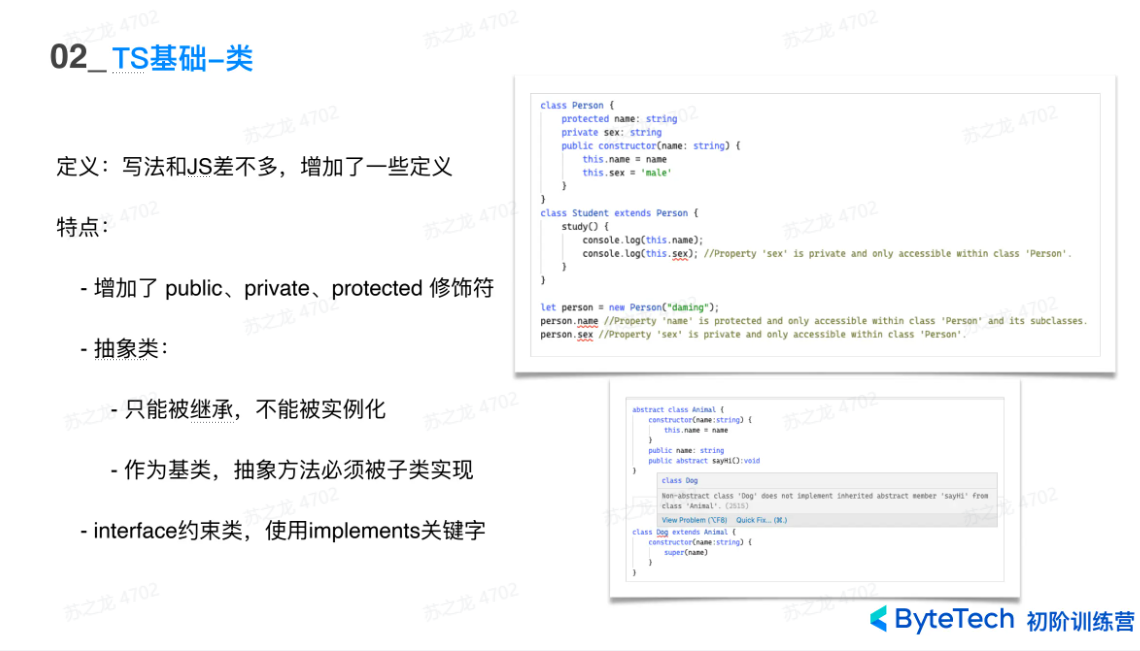 02_ TS基础-类
定义：写法和JS差不多，增加了一些定义
特点：
- 增加了 public、private、protected 修饰符
- 抽象类：
- 只能被继承，不能被实例化
- 作为基类，抽象方法必须被子类实现
- interface约束类，使用implements关键字
class Person {
protected name: string
private sex: string
public constructor(name: string) {
this.name = name
this.sex = 'male'
}
}
class Student extends Person {
study() {
console.log(this.name);
console.log(this.sex); //Property 'sex' is private and only accessible within class 'Person'.
}
}
let person = new Person("daming");
person.name //Property 'name' is protected and only accessible within class 'Person' and its subclasses.
person.sex //Property 'sex' is private and only accessible within class 'Person'.
abstract class Animal {
constructor(name:string) {
this.name = name
}
public name: string
public abstract sayHi():void
}
class Dog
Non-abstract class 'Dog' does not implement inherited abstract member 'sayHi' from
class 'Animal'. (2515)
View Problem (⌥F8) Quick Fix... (⌘.)
class Dog extends Animal {
constructor(name:string) {
super(name)
}
}
ByteTech 初阶训练营
苏之龙 4702